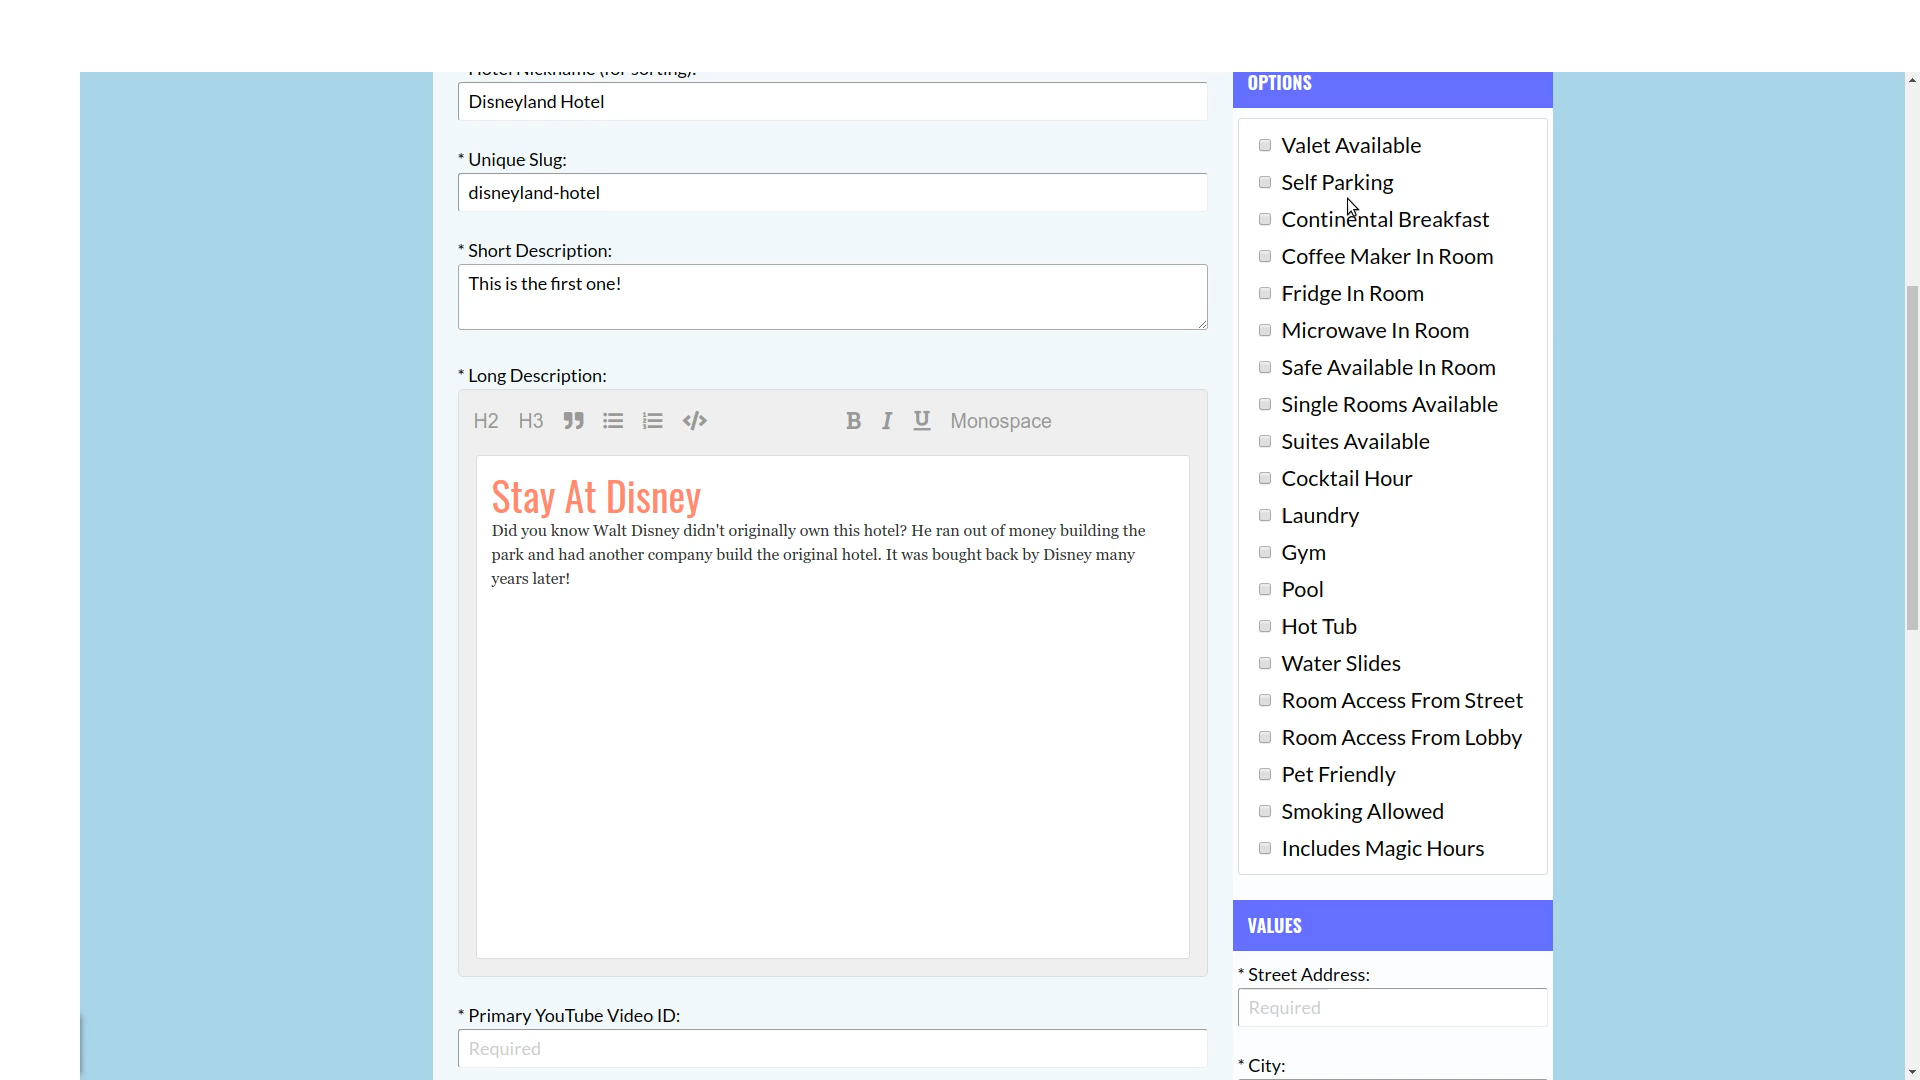 * Hotel Nickname (for sorting):
Disneyland Hotel
* Unique Slug:
disneyland-hotel
* Short Description:
This is the first one!
* Long Description:
H2 H3 B I U Monospace
Stay At Disney
Did you know Walt Disney didn't originally own this hotel? He ran out of money building the
park and had another company build the original hotel. It was bought back by Disney many
years later!
* Primary YouTube Video ID:
Required
OPTIONS
Valet Available
Self Parking
Continental Breakfast
Coffee Maker In Room
Fridge In Room
Microwave In Room
Safe Available In Room
Single Rooms Available
Suites Available
Cocktail Hour
Laundry
Gym
Pool
Hot Tub
Water Slides
Room Access From Street
Room Access From Lobby
Pet Friendly
Smoking Allowed
Includes Magic Hours
VALUES
* Street Address:
Required
* City: